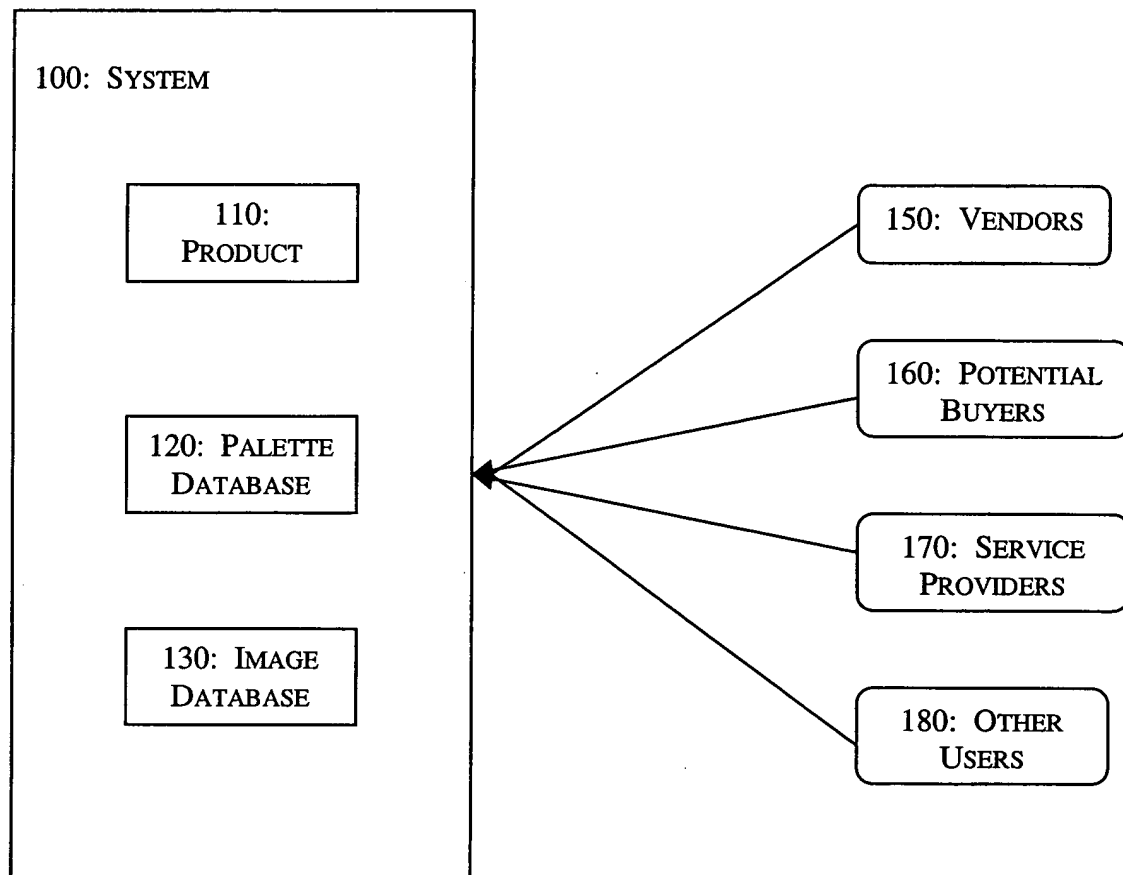 100: SYSTEM
110:
PRODUCT
120: PALETTE
DATABASE
130: IMAGE
DATABASE
150: VENDORS
160: POTENTIAL
BUYERS
170: SERVICE
PROVIDERS
180: OTHER
USERS